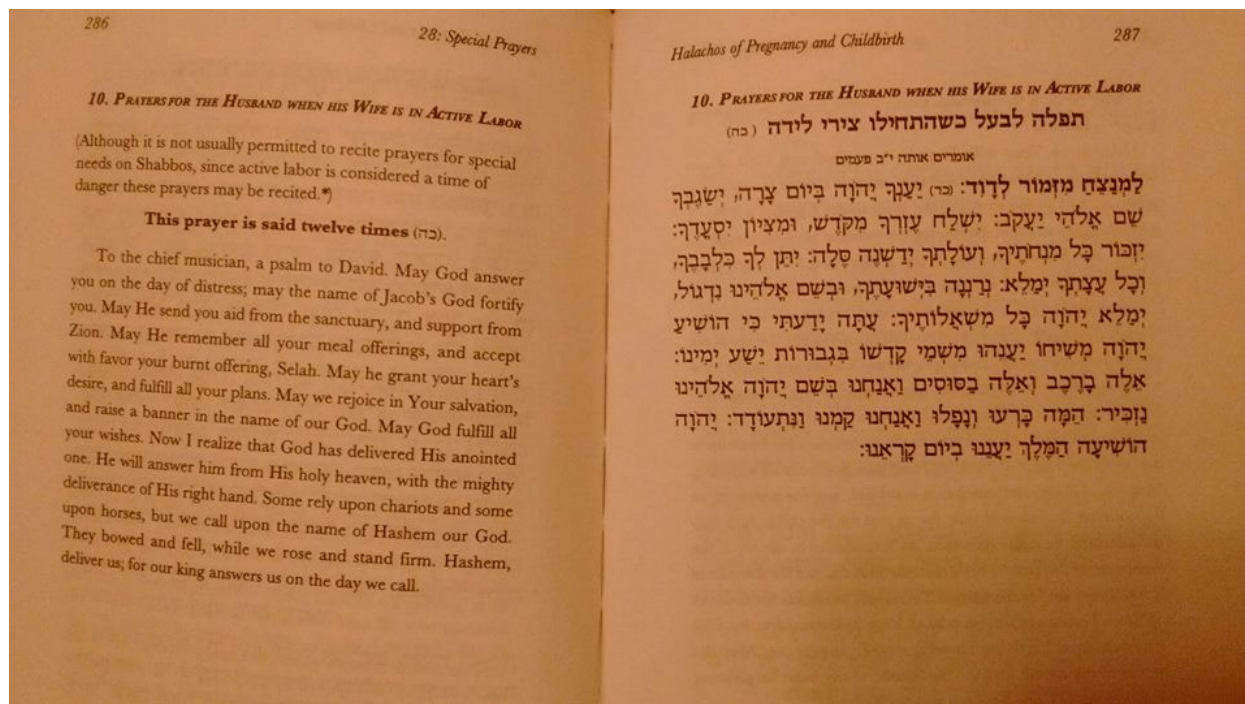 286
28: Special Prayers
10. PRAYERS FOR THE HUSBAND WHEN HIS WIFE IS IN ACTIVE LABOR
(Although it is not usually permitted to recite prayers for special
needs on Shabbos, since active labor is considered a time of
danger these prayers may be recited.*)
This prayer is said twelve times (כה).
To the chief musician, a psalm to David. May God answer
you on the day of distress; may the name of Jacob's God fortify
you. May He send you aid from the sanctuary, and support from
Zion. May He remember all your meal offerings, and accept
with favor your burnt offering, Selah. May he grant your heart's
desire, and fulfill all your plans. May we rejoice in Your salvation,
and raise a banner in the name of our God. May God fulfill all
your wishes. Now I realize that God has delivered His anointed
one. He will answer him from His holy heaven, with the mighty
deliverance of His right hand. Some rely upon chariots and some
upon horses, but we call upon the name of Hashem our God.
They bowed and fell, while we rose and stand firm. Hashem,
deliver us; for our king answers us on the day we call.
Halachos of Pregnancy and Childbirth
287
10. PRAYERS FOR THE HUSBAND WHEN HIS WIFE IS IN ACTIVE LABOR
תפלה לבעל כשהתחילו צירי לידה (כה)
אומרים אותה י"ב פעמים
לַמְנַצֵּחַ מִזְמוֹר לְדָוִד: (כד) יַעַנְךָ יְהֹוָה בְּיוֹם צָרָה, יְשַׂגֶּבְךָ
שֵׁם אֱלֹהֵי יַעֲקֹב: יִשְׁלַח עֶזְרְךָ מִקֹּדֶשׁ, וּמִצִּיּוֹן יִסְעָדֶךָּ:
יִזְכּוֹר כָּל מִנְחֹתֶיךָ, וְעוֹלָתְךָ יְדַשְּׁנֶה סֶּלָה: יִתֵּן לְךָ כִלְבָבֶךָ,
וְכָל עֲצָתְךָ יְמַלֵּא: נְרַנְּנָה בִּישׁוּעָתֶךָ, וּבְשֵׁם אֱלֹהֵינוּ נִדְגּוֹל,
יְמַלֵּא יְהֹוָה כָּל מִשְׁאֲלוֹתֶיךָ: עַתָּה יָדַעְתִּי כִּי הוֹשִׁיעַ
יְהֹוָה מְשִׁיחוֹ יַעֲנֵהוּ מִשְּׁמֵי קָדְשׁוֹ בִּגְבוּרוֹת יֵשַׁע יְמִינוֹ:
אֵלֶּה בָרֶכֶב וְאֵלֶּה בַסּוּסִים וַאֲנַחְנוּ בְּשֵׁם יְהֹוָה אֱלֹהֵינוּ
נַזְכִּיר: הֵמָּה כָּרְעוּ וְנָפָלוּ וַאֲנַחְנוּ קַמְנוּ וַנִּתְעוֹדָד: יְהֹוָה
הוֹשִׁיעָה הַמֶּלֶךְ יַעֲנֵנוּ בְיוֹם קָרְאֵנוּ: